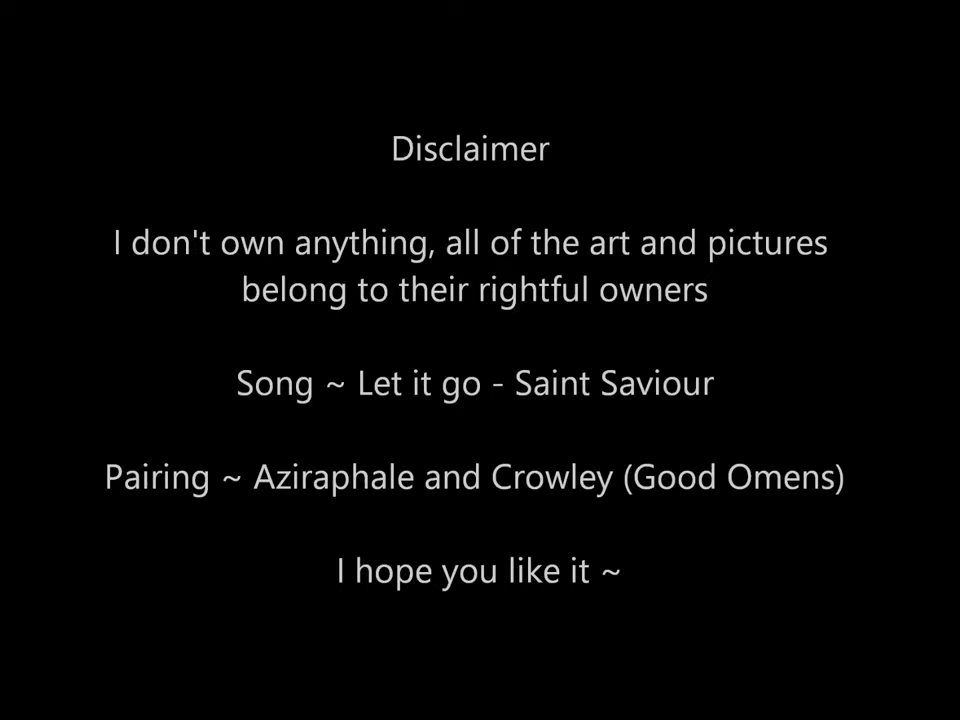 Disclaimer
I don't own anything, all of the art and pictures
belong to their rightful owners
Song ~ Let it go - Saint Saviour
Pairing ~ Aziraphale and Crowley (Good Omens)
I hope you like it ~